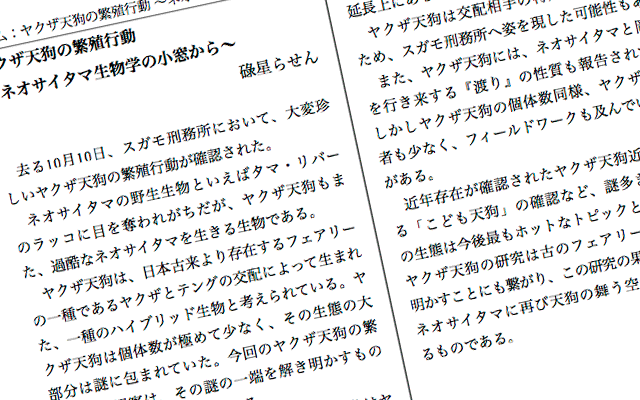 ム:ヤクザ天狗の繁殖行動 ~ネオ
クザ天狗の繁殖行動
ネオサイタマ生物学の小窓から~
碌星らせん
去る10月10日、スガモ刑務所において、大変珍
しいヤクザ天狗の繁殖行動が確認された。
ネオサイタマの野生生物といえばタマ・リバー
のラッコに目を奪われがちだが、ヤクザ天狗もま
た、過酷なネオサイタマを生きる生物である。
ヤクザ天狗は、日本古来より存在するフェアリー
の一種であるヤクザとテングの交配によって生まれ
た、一種のハイブリッド生物と考えられている。ヤ
クザ天狗は個体数が極めて少なく、その生態の大
部分は謎に包まれていた。今回のヤクザ天狗の繁
は、その謎の一端を解き明かすもの
はヤ
延長上にあ
ヤクザ天狗は交配相手の
ため、スガモ刑務所へ姿を現した可能性もあ
また、ヤクザ天狗には、ネオサイタマと
を行き来する『渡り』の性質も報告されて
しかしヤクザ天狗の個体数同様、ヤクザ
者も少なく、フィールドワークも及んでい
がある。
近年存在が確認されたヤクザ天狗近
る「こども天狗」の確認など、謎多き
の生態は今後最もホットなトピックと
ヤクザ天狗の研究は古のフェアリー
明かすことにも繋がり、この研究の果
ネオサイタマに再び天狗の舞う空
るものである。